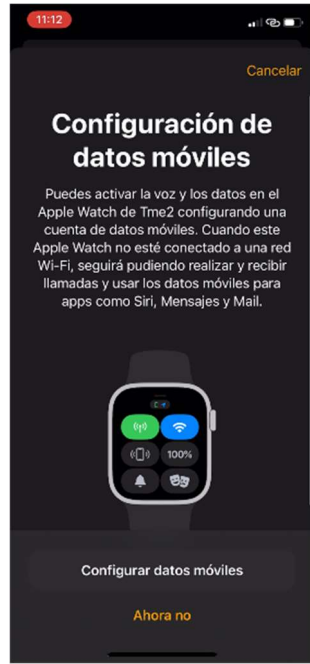 11:12
Cancelar
Configuración de
datos móviles
Puedes activar la voz y los datos en el
Apple Watch de Tme2 configurando una
cuenta de datos móviles. Cuando este
Apple Watch no esté conectado a una red
Wi-Fi, seguirá pudiendo realizar y recibir
llamadas y usar los datos móviles para
apps como Siri, Mensajes y Mail.
100%
Configurar datos móviles
Ahora no